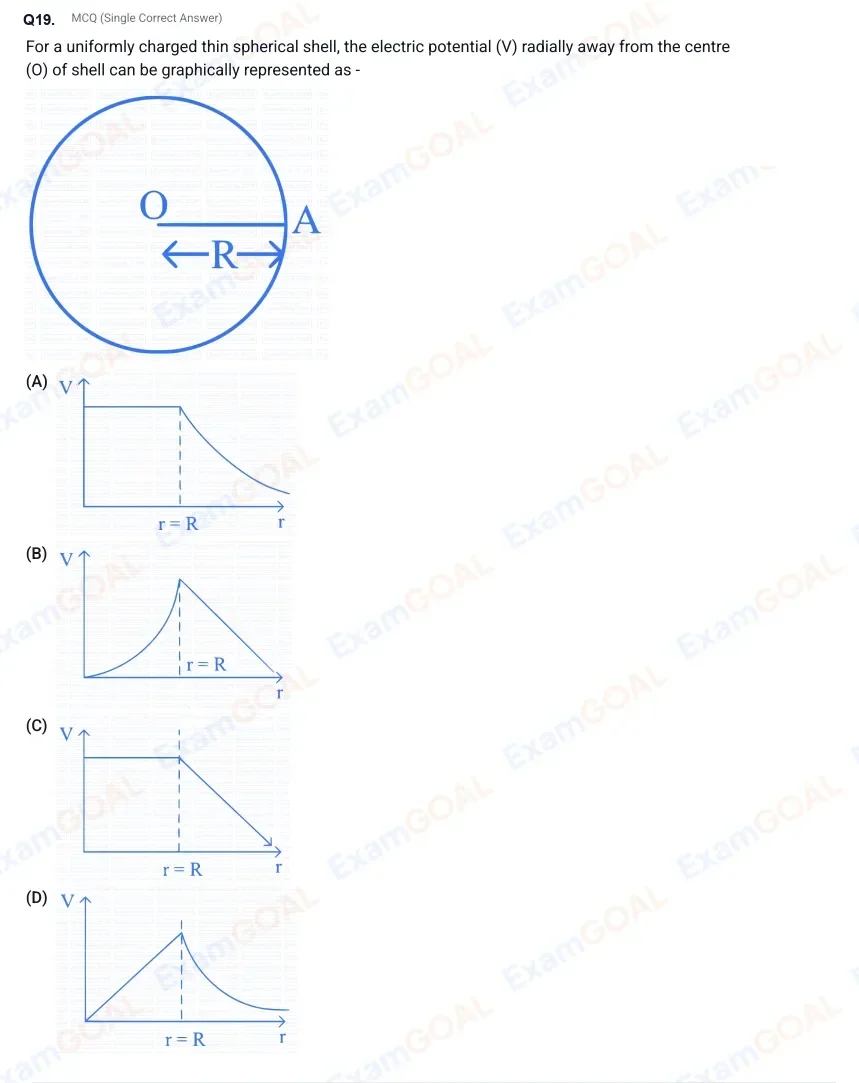 Q19. MCQ (Single Correct Answer)
For a uniformly charged thin spherical shell, the electric potential (V) radially away from the centre
(O) of shell can be graphically represented as -
O
A
R
(A) V
r = R r
(B) V
r = R
r
(C) V
r = R r
(D) V
r = R r
ExamGOAL